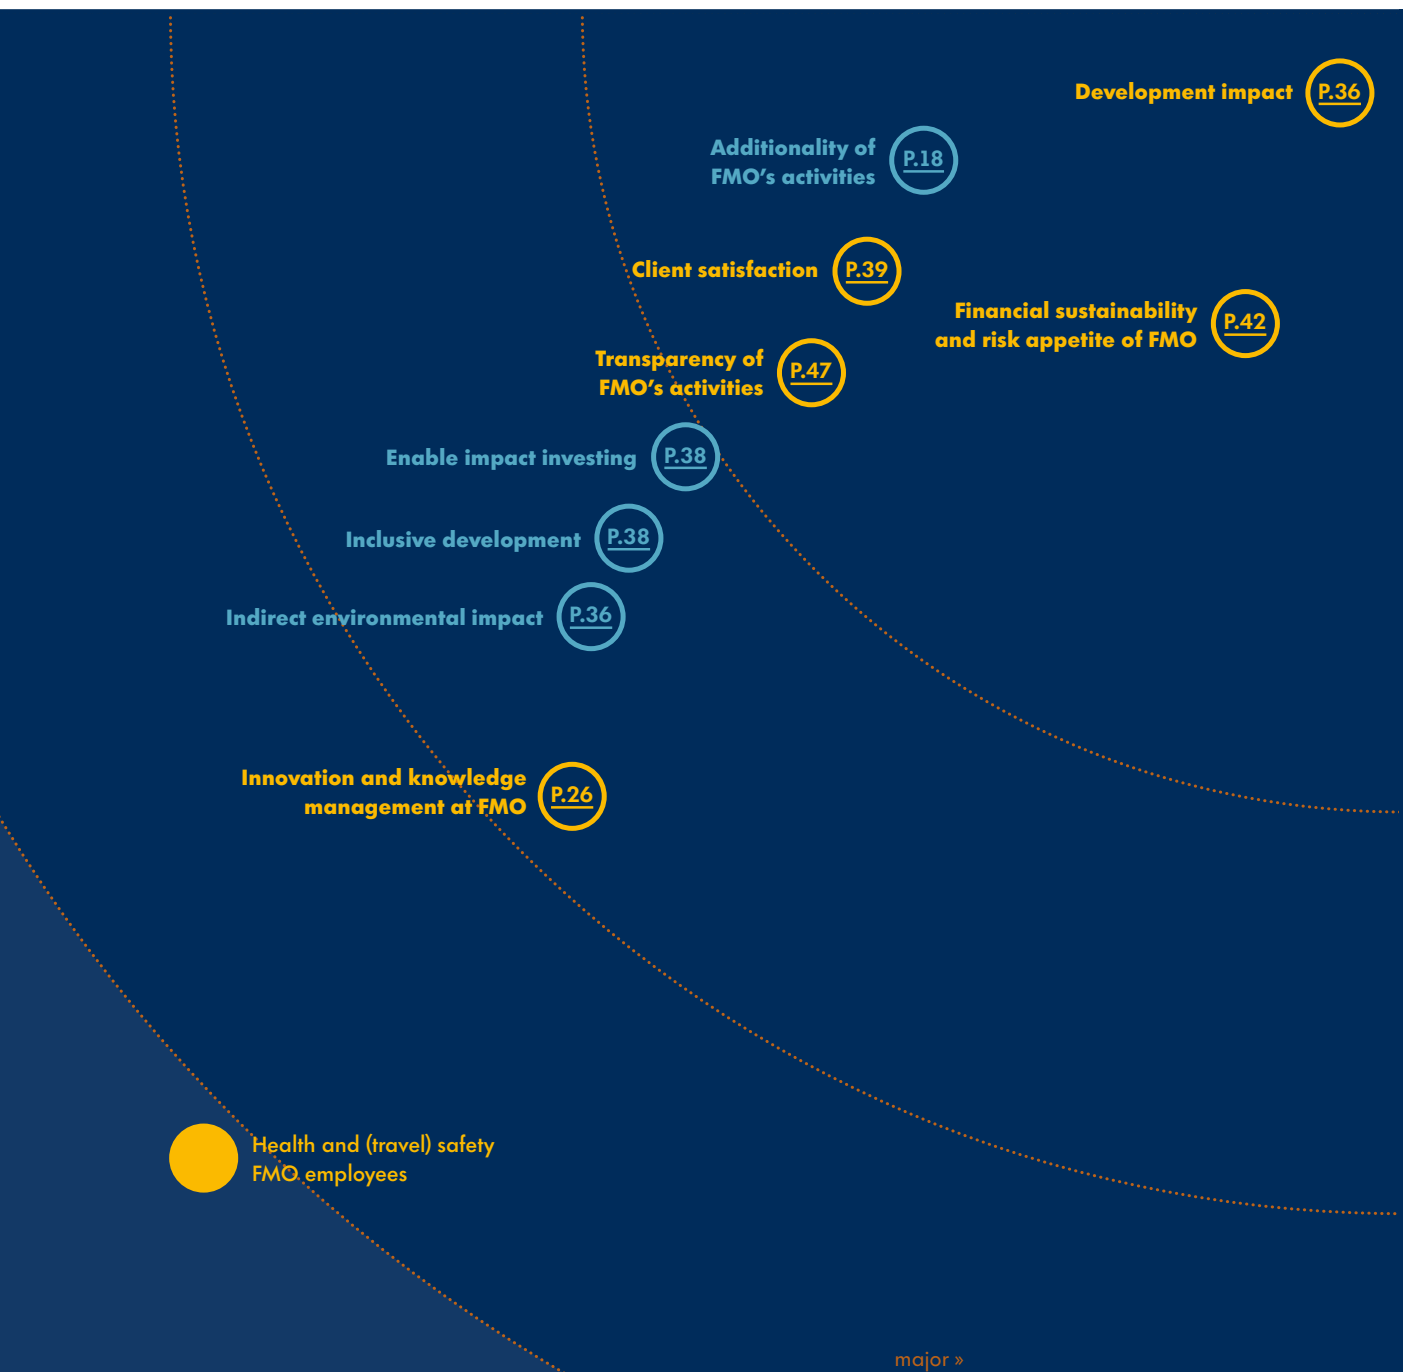 Development impact P.36
Additionality of
FMO’s activities
P.18
Client satisfaction P.39
Financial sustainability
and risk appetite of FMO
P.42
Transparency of
FMO’s activities
P.47
Enable impact investing P.38
Inclusive development P.38
Indirect environmental impact P.36
Innovation and knowledge
management at FMO
P.26
Health and (travel) safety
FMO employees
major »